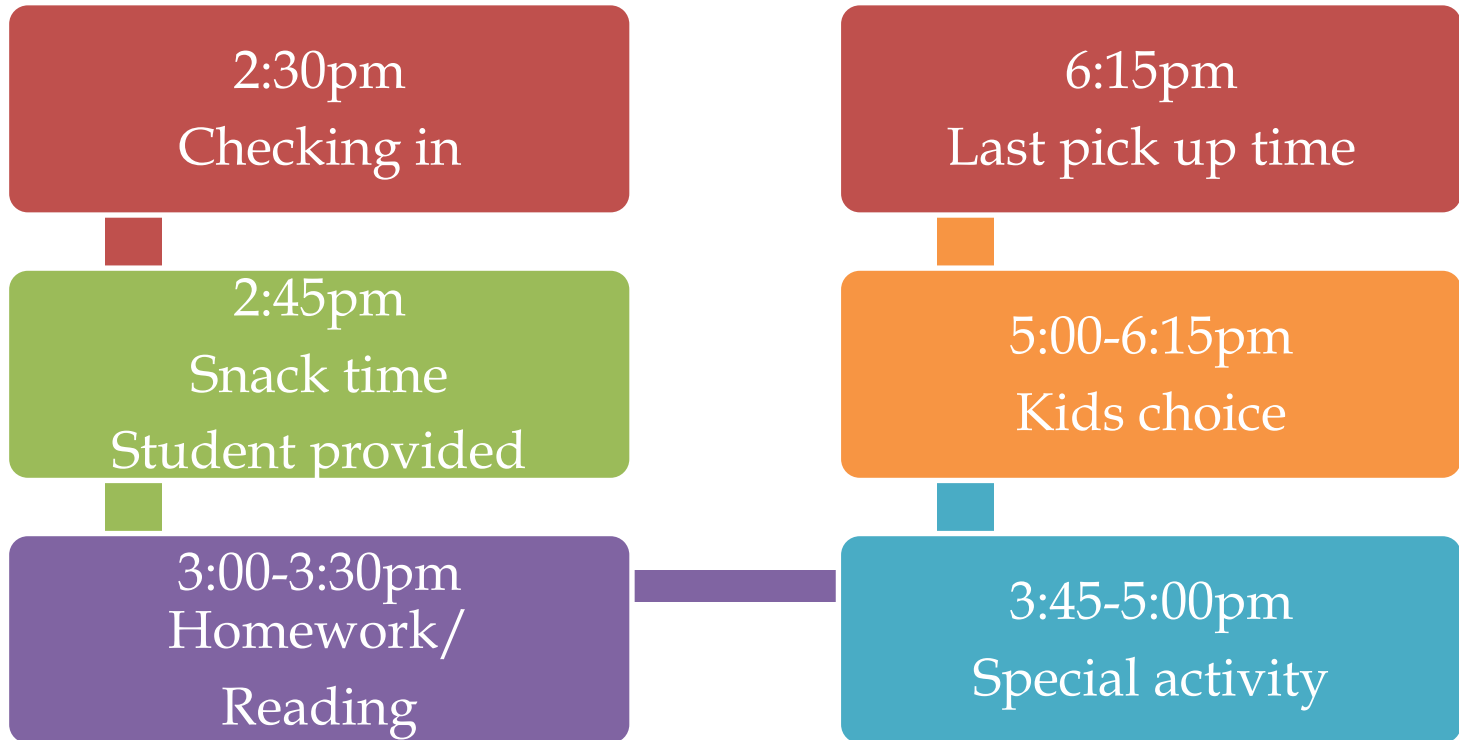 2:30pm
Checking in
2:45pm
Snack time
Student provided
3:00-3:30pm
Homework/
Reading
3:45-5:00pm
Special activity
5:00-6:15pm
Kids choice
6:15pm
Last pick up time